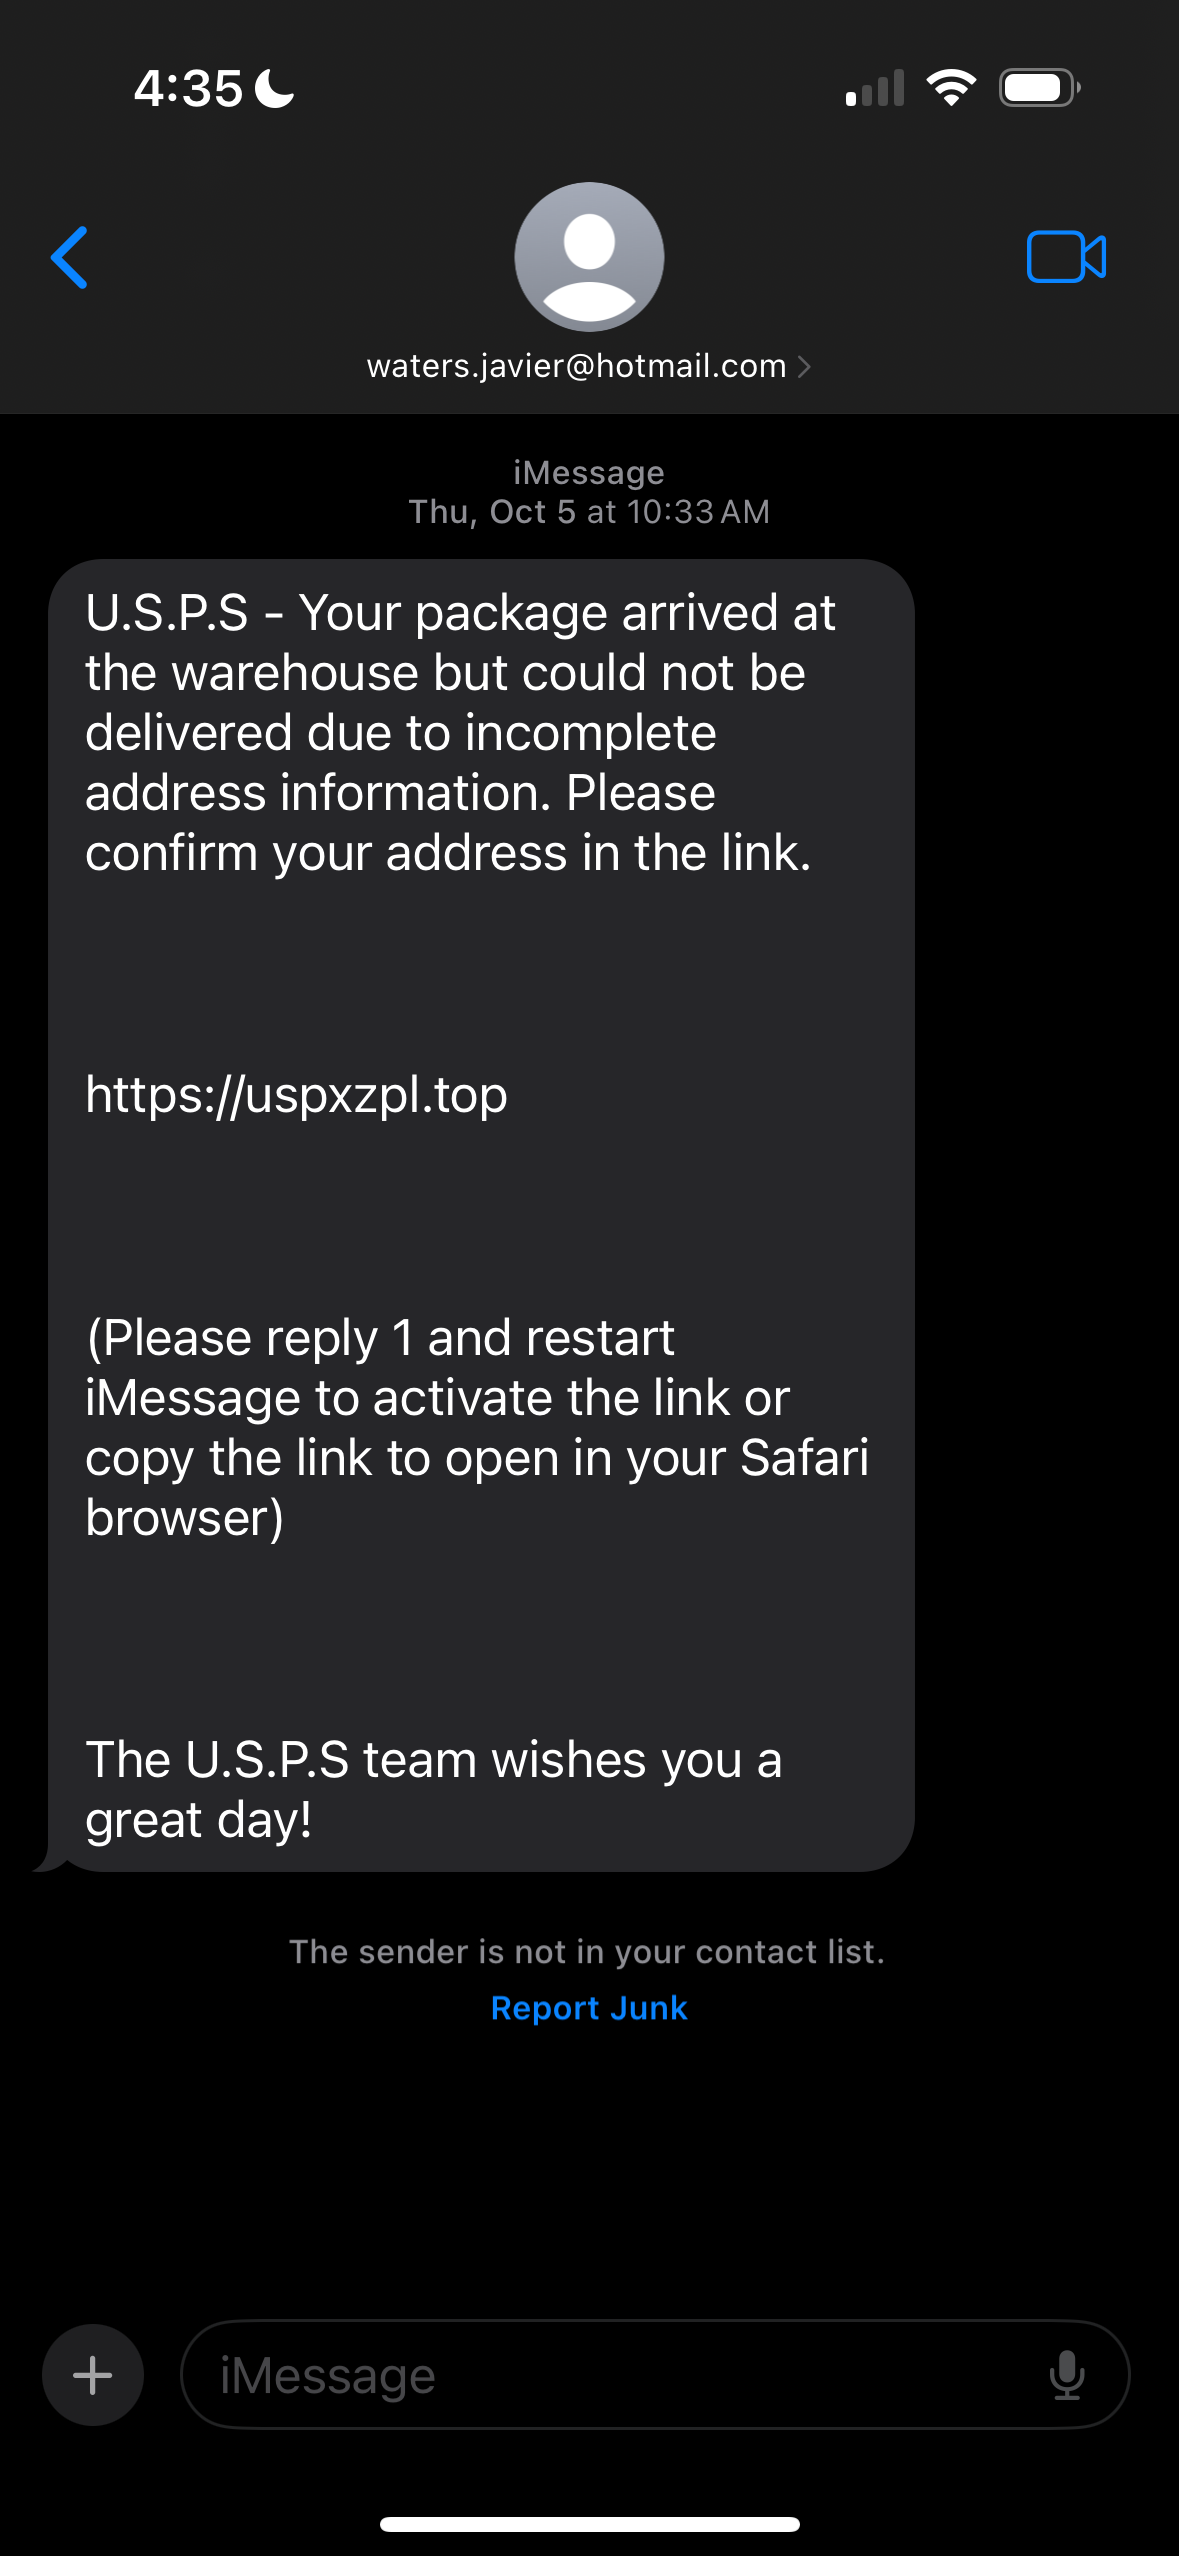 4:35
waters.javier@hotmail.com
iMessage
Thu, Oct 5 at 10:33 AM
U.S.P.S - Your package arrived at
the warehouse but could not be
delivered due to incomplete
address information. Please
confirm your address in the link.
https://uspxzpl.top
(Please reply 1 and restart
iMessage to activate the link or
copy the link to open in your Safari
browser)
The U.S.P.S team wishes you a
great day!
The sender is not in your contact list.
Report Junk
iMessage